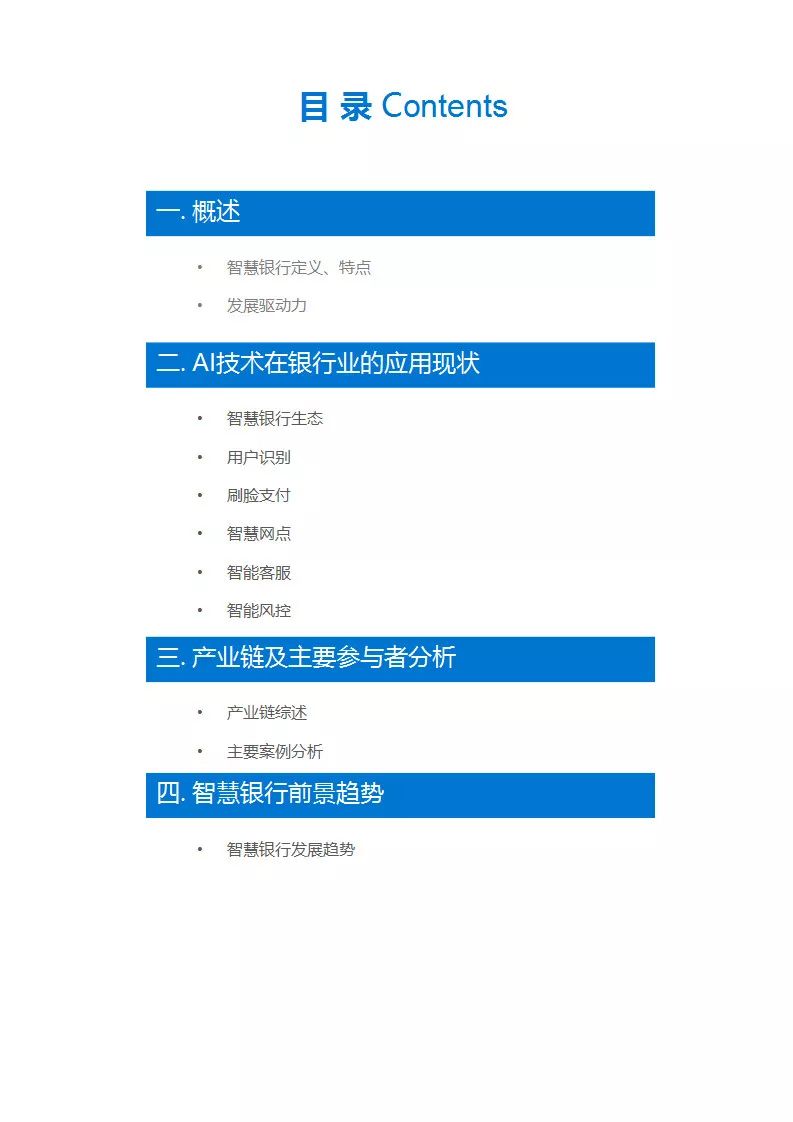 目 录 Contents
一. 概述
• 智慧银行定义、特点
• 发展驱动力
二. AI技术在银行业的应用现状
• 智慧银行生态
• 用户识别
• 刷脸支付
• 智慧网点
• 智能客服
• 智能风控
三. 产业链及主要参与者分析
• 产业链综述
• 主要案例分析
四. 智慧银行前景趋势
• 智慧银行发展趋势